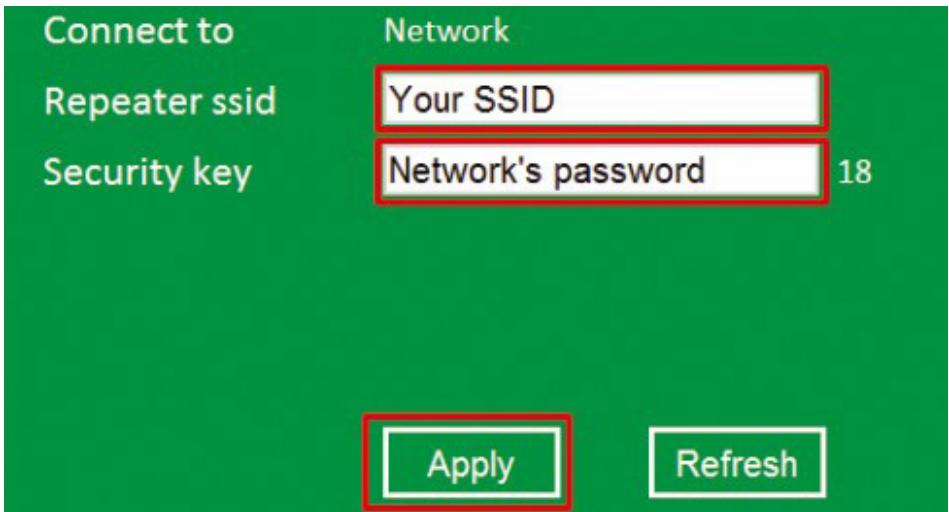 Connect to Network
Repeater ssid Your SSID
Security key Network's password 18
Apply Refresh